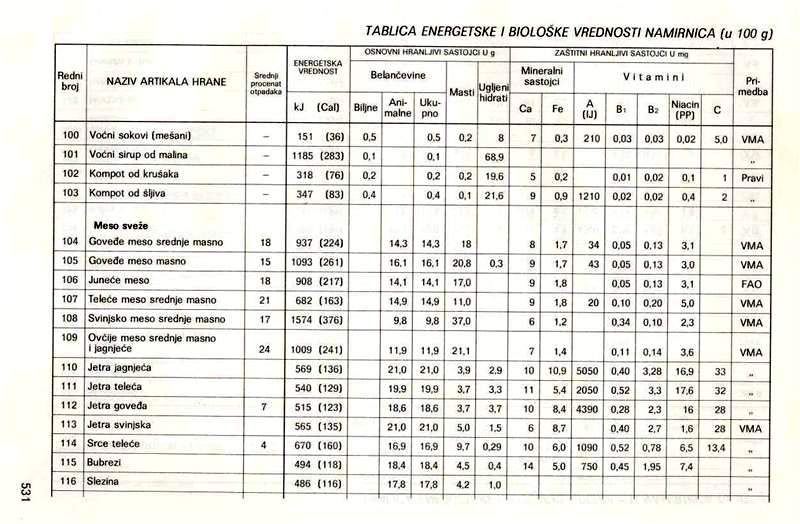 TABLICA ENERGETSKE I BIOLOŠKE VREDNOSTI NAMIRNICA (u 100 g)
Redni broj | NAZIV ARTIKALA HRANE | Srednji procenat otpadaka | ENERGETSKA VREDNOST | OSNOVNI HRANLJIVI SASTOJCI U g | ZAŠTITNI HRANLJIVI SASTOJCI U mg | Primedba
Belančevine | Masti | Ugljeni hidrati | Mineralni sastojci | Vitamini
kJ (Cal) | Biljne | Animalne | Ukupno | Ca | Fe | A (IJ) | B1 | B2 | Niacin (PP) | C
100 Voćni sokovi (mešani) – 151 (36) 0,5 0,5 0,2 8 7 0,3 210 0,03 0,03 0,02 5,0 VMA
101 Voćni sirup od malina – 1185 (283) 0,1 0,1 68,9 „
102 Kompot od krušaka – 318 (76) 0,2 0,2 0,2 19,6 5 0,2 0,01 0,02 0,1 1 Pravi
103 Kompot od šljiva – 347 (83) 0,4 0,4 0,1 21,6 9 0,9 1210 0,02 0,02 0,4 2 „
Meso sveže
104 Goveđe meso srednje masno 18 937 (224) 14,3 14,3 18 8 1,7 34 0,05 0,13 3,1 VMA
105 Goveđe meso masno 15 1093 (261) 16,1 16,1 20,8 0,3 9 1,7 43 0,05 0,13 3,0 VMA
106 Juneće meso 18 908 (217) 14,1 14,1 17,0 9 1,8 0,05 0,13 3,1 FAO
107 Teleće meso srednje masno 21 682 (163) 14,9 14,9 11,0 9 1,8 20 0,10 0,20 5,0 VMA
108 Svinjsko meso srednje masno 17 1574 (376) 9,8 9,8 37,0 6 1,2 0,34 0,10 2,3 VMA
109 Ovčije meso srednje masno
i jagnjeće 24 1009 (241) 11,9 11,9 21,1 7 1,4 0,11 0,14 3,6 VMA
110 Jetra jagnjeća 569 (136) 21,0 21,0 3,9 2,9 10 10,9 5050 0,40 3,28 16,9 33 „
111 Jetra teleća 540 (129) 19,9 19,9 3,7 3,3 11 5,4 2050 0,52 3,3 17,6 32 „
112 Jetra goveđa 7 515 (123) 18,6 18,6 3,7 3,7 10 8,4 4390 0,28 2,3 16 28 „
113 Jetra svinjska 565 (135) 21,0 21,0 5,0 1,5 6 8,7 0,40 2,7 1,6 28 VMA
114 Srce teleće 4 670 (160) 16,9 16,9 9,7 0,29 10 6,0 1090 0,52 0,78 6,5 13,4 „
115 Bubrezi 494 (118) 18,4 18,4 4,5 0,4 14 5,0 750 0,45 1,95 7,4 „
116 Slezina 486 (116) 17,8 17,8 4,2 1,0 „
531